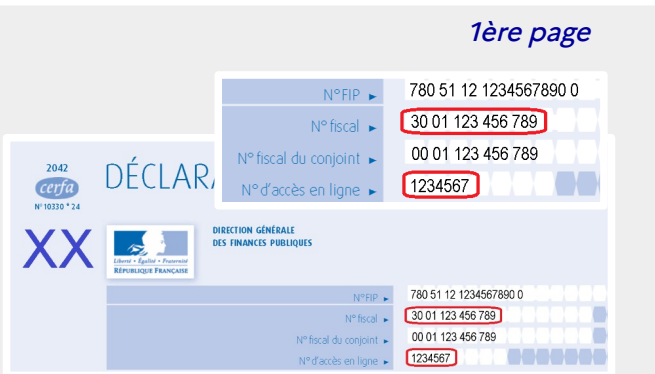 1ère page
N°FIP ► 780 51 12 1234567890 0
N° fiscal ► 30 01 123 456 789
N° fiscal du conjoint ► 00 01 123 456 789
N° d'accès en ligne ► 1234567
2042
cerfa
N° 10330 * 24
DÉCLARA
XX
Liberté • Égalité • Fraternité
RÉPUBLIQUE FRANÇAISE
DIRECTION GÉNÉRALE
DES FINANCES PUBLIQUES
N°FIP ► 780 51 12 1234567890 0
N° fiscal ► 30 01 123 456 789
N° fiscal du conjoint ► 00 01 123 456 789
N° d'accès en ligne ► 1234567